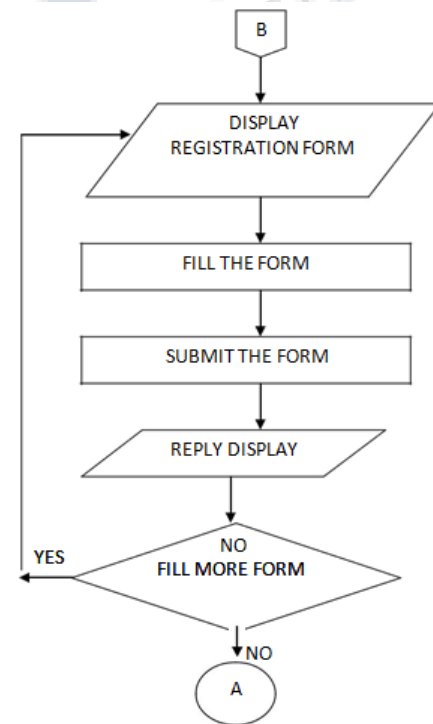 B
DISPLAY
REGISTRATION FORM
FILL THE FORM
SUBMIT THE FORM
REPLY DISPLAY
NO
YES
FILL MORE FORM
NO
A